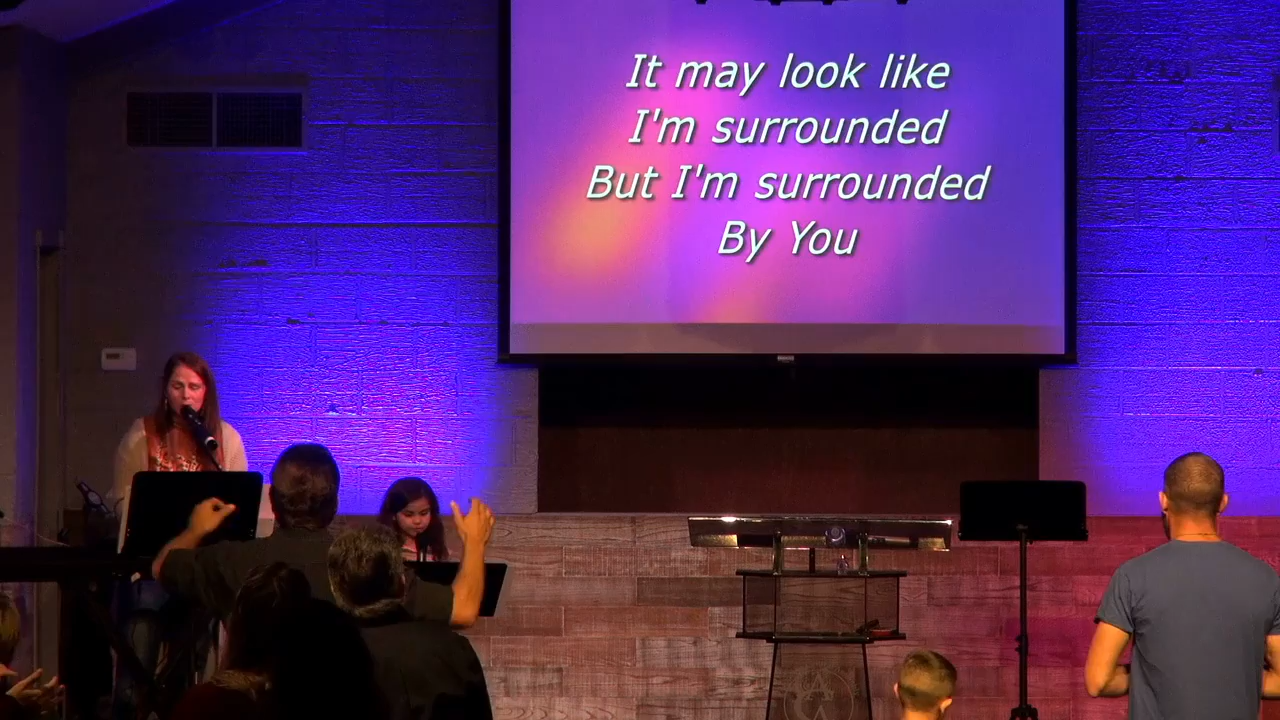 It may look like
I'm surrounded
But I'm surrounded
By You